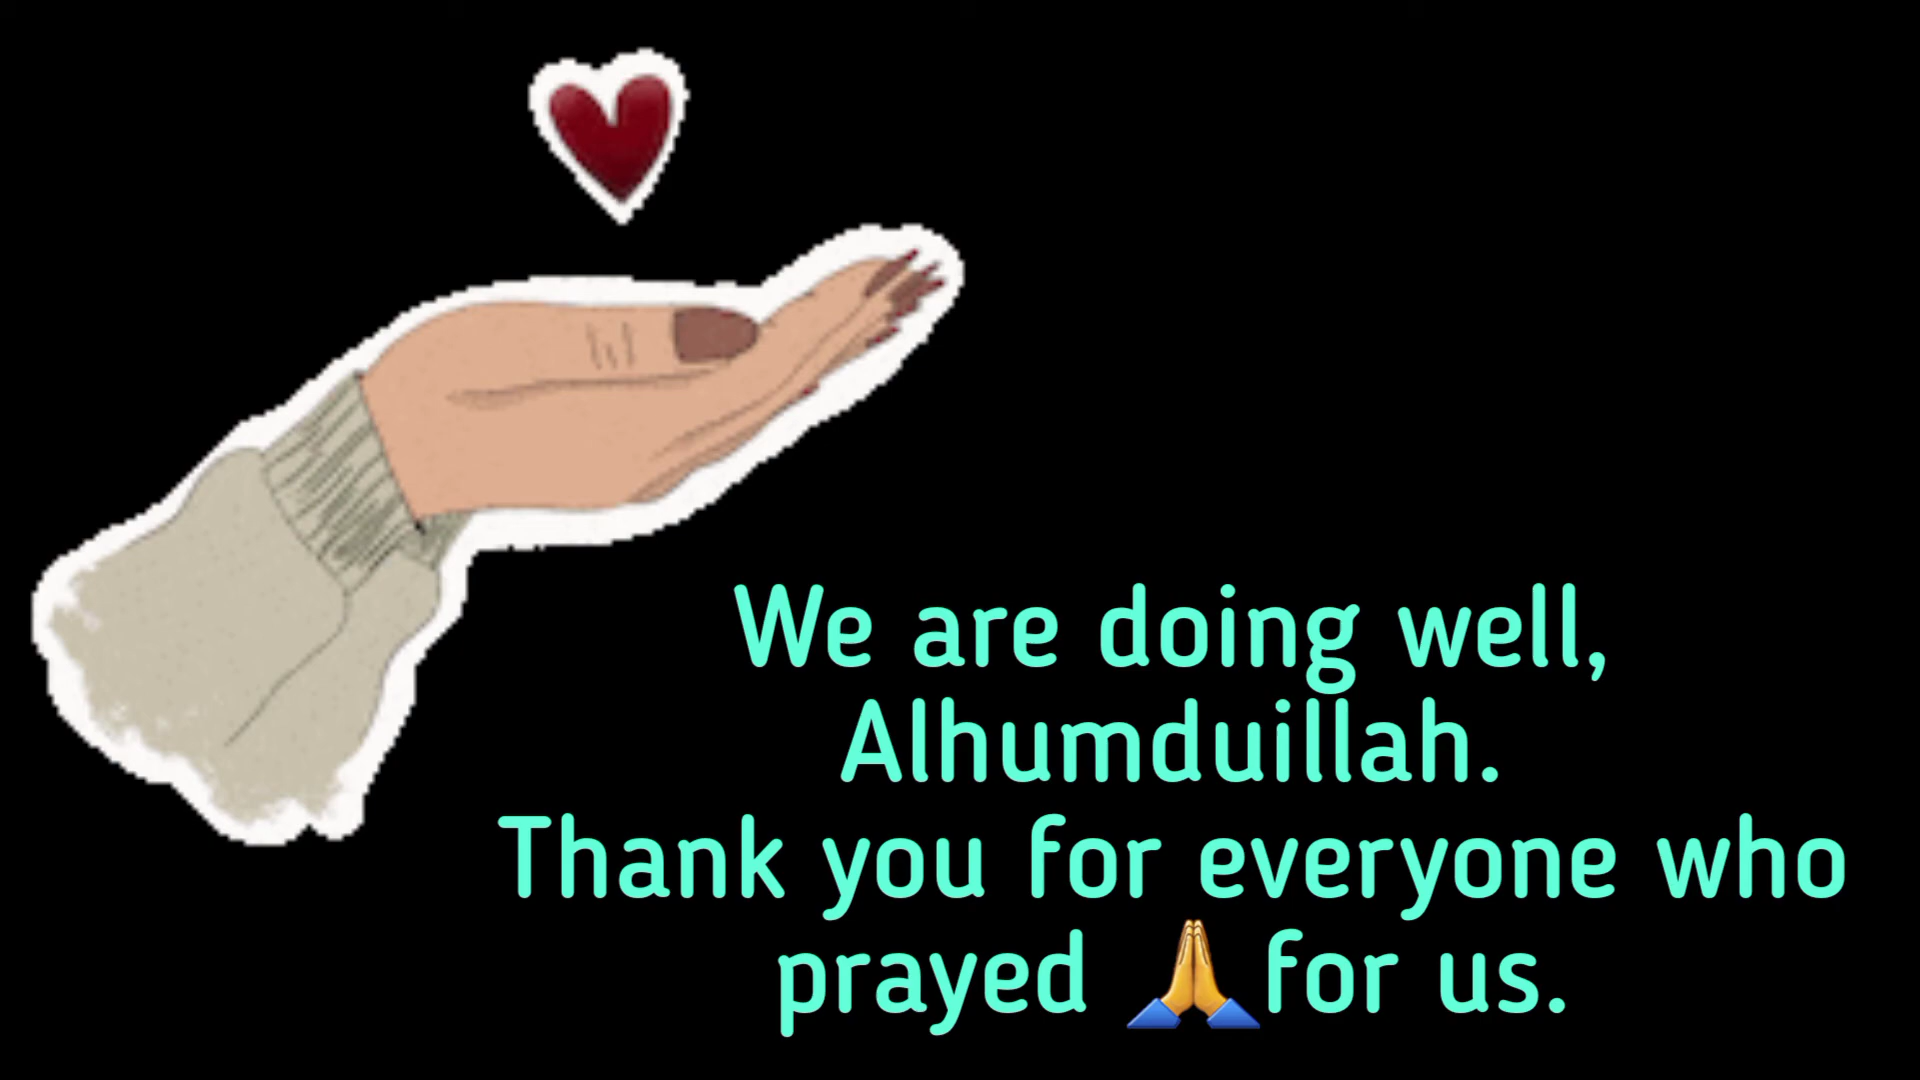 We are doing well,
Alhumduillah.
Thank you for everyone who
prayed 🙏for us.